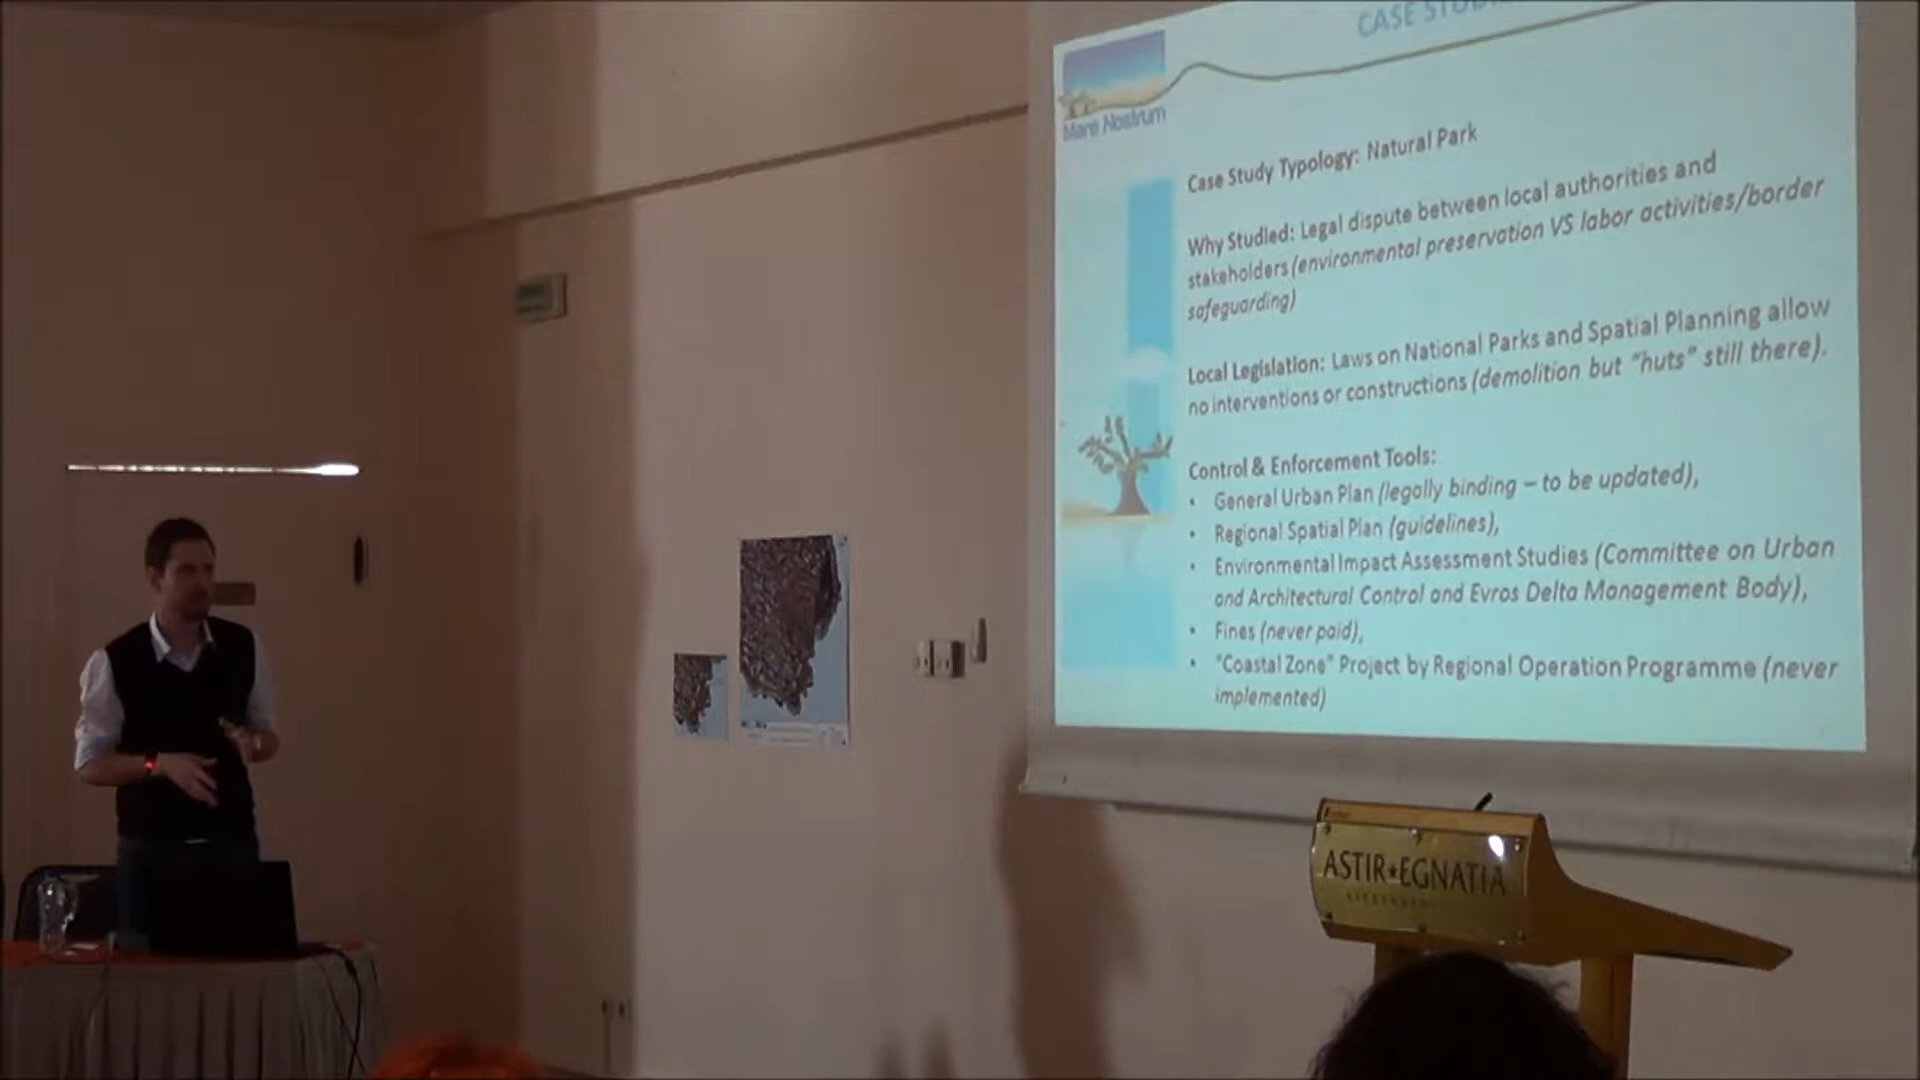 CASE STUD
Mare Nostrum
Case Study Typology: Natural Park
Why Studied: Legal dispute between local authorities and
stakeholders (environmental preservation VS labor activities/border
safeguarding)
Local Legislation: Laws on National Parks and Spatial Planning allow
no interventions or constructions (demolition but "huts" still there).
Control & Enforcement Tools:
• General Urban Plan (legally binding – to be updated),
• Regional Spatial Plan (guidelines),
• Environmental Impact Assessment Studies (Committee on Urban
and Architectural Control and Evros Delta Management Body),
• Fines (never paid),
• "Coastal Zone" Project by Regional Operation Programme (never
implemented)
ASTIR★EGNATIA